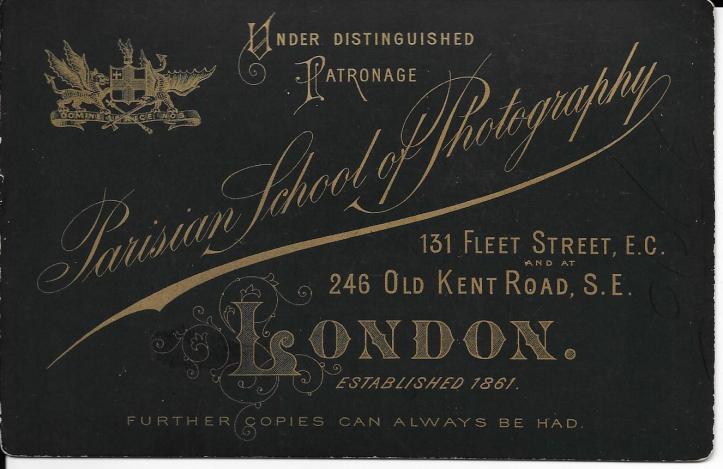 UNDER DISTINGUISHED
PATRONAGE
DOMINE DIRIGE NOS
Parisian School of Photography
131 FLEET STREET, E.C.
AND AT
246 OLD KENT ROAD, S.E.
LONDON.
ESTABLISHED 1861.
FURTHER COPIES CAN ALWAYS BE HAD.